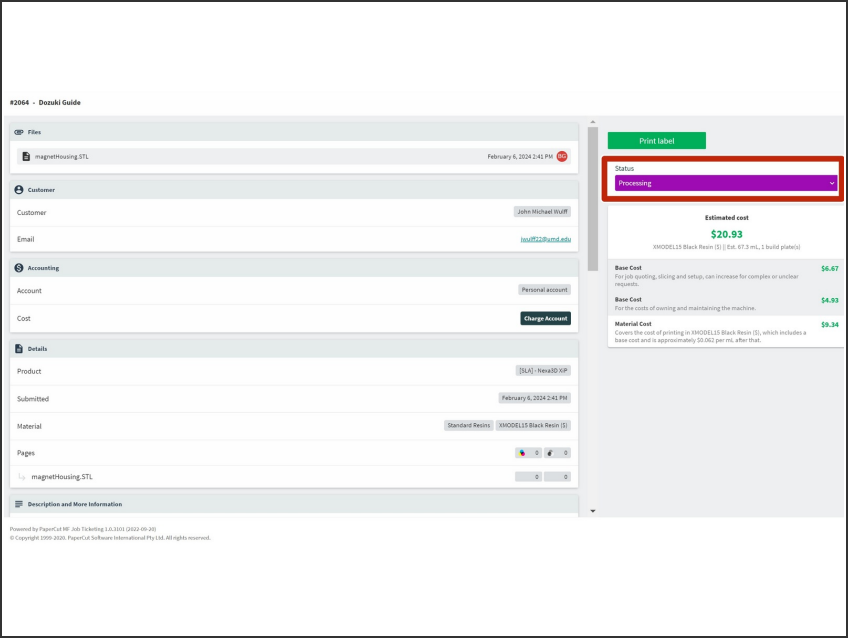 #2064 - Dozuki Guide
Files
magnetHousing.STL February 6, 2024 2:41 PM BG
Customer
Customer John Michael Wulff
Email jwulff22@umd.edu
Accounting
Account Personal account
Cost Charge Account
Details
Product [SLA] - Nexa3D XiP
Submitted February 6, 2024 2:41 PM
Material Standard Resins XMODEL15 Black Resin (S)
Pages 0 0
magnetHousing.STL 0 0
Description and More Information
Print label
Status
Processing
Estimated cost
$20.93
XMODEL15 Black Resin (S) || Est. 67.3 mL, 1 build plate(s)
Base Cost $6.67
For job quoting, slicing and setup, can increase for complex or unclear
requests.
Base Cost $4.93
For the costs of owning and maintaining the machine.
Material Cost $9.34
Covers the cost of printing in XMODEL15 Black Resin (S), which includes a
base cost and is approximately $0.062 per mL after that.
Powered by PaperCut MF Job Ticketing 1.0.3101 (2022-09-20)
© Copyright 1999-2020. PaperCut Software International Pty Ltd. All rights reserved.